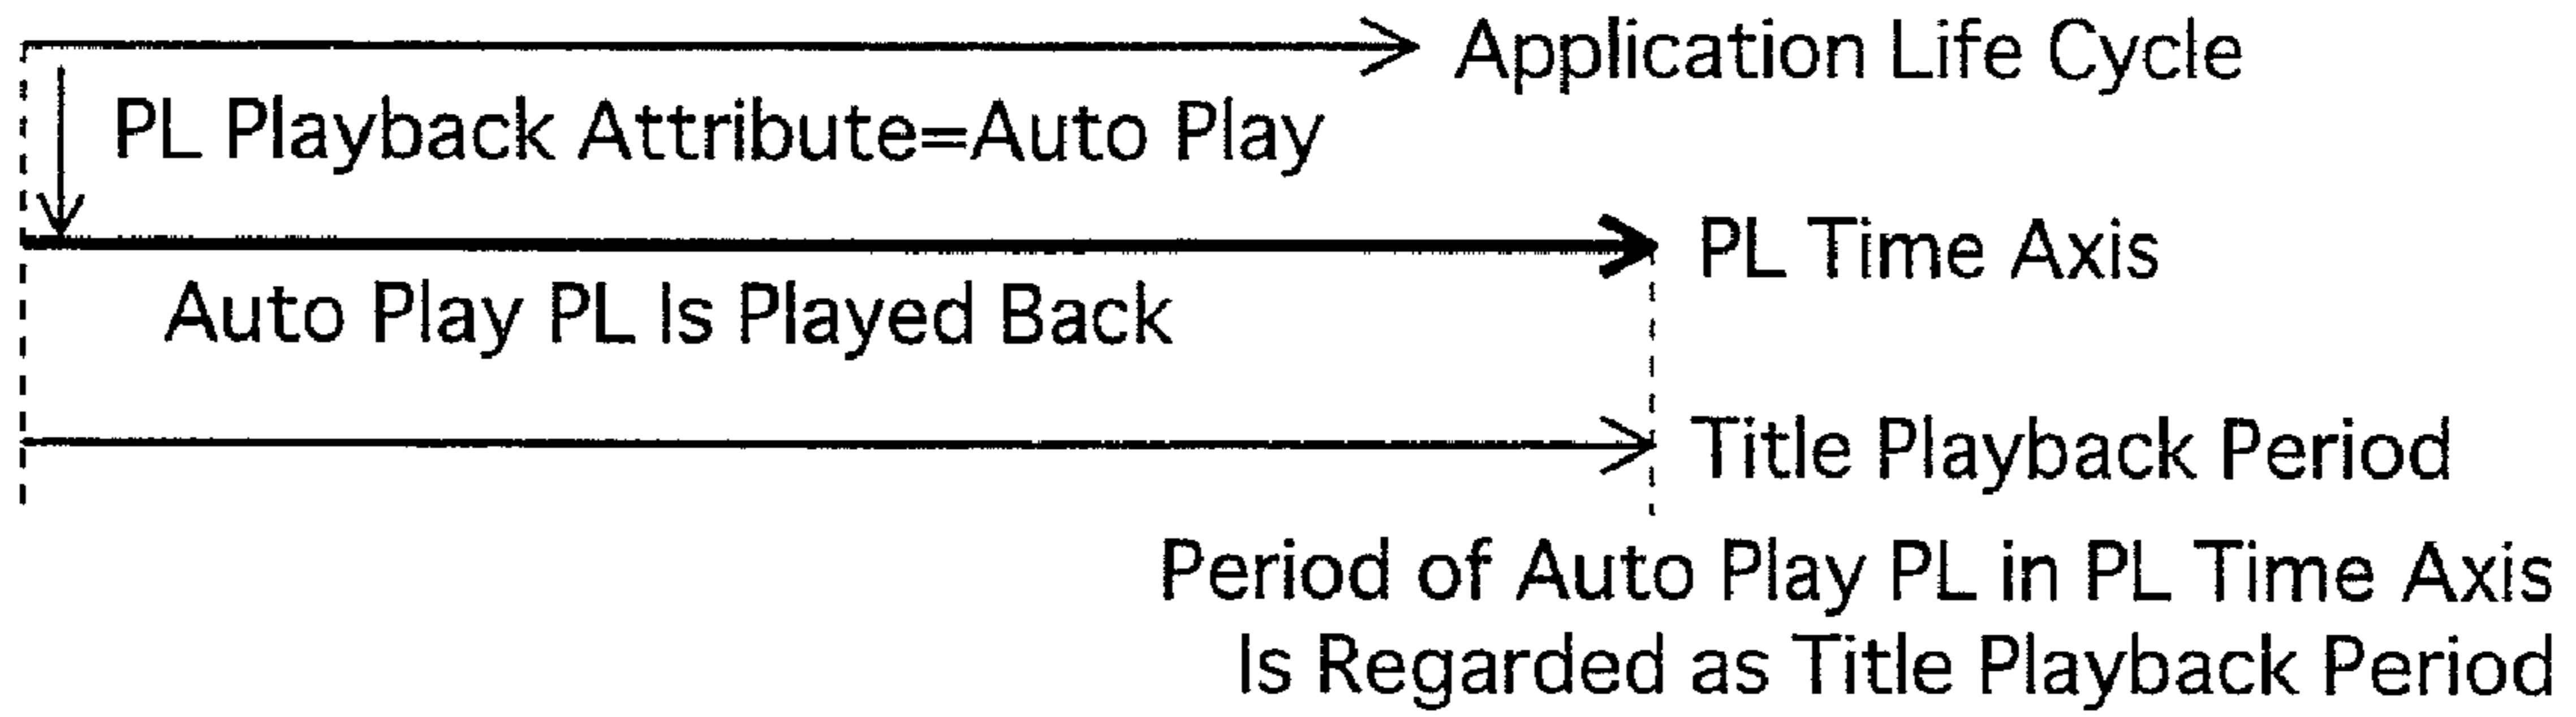 Application Life Cycle
PL Playback Attribute=Auto Play
PL Time Axis
Auto Play PL Is Played Back
Title Playback Period
Period of Auto Play PL in PL Time Axis
Is Regarded as Title Playback Period